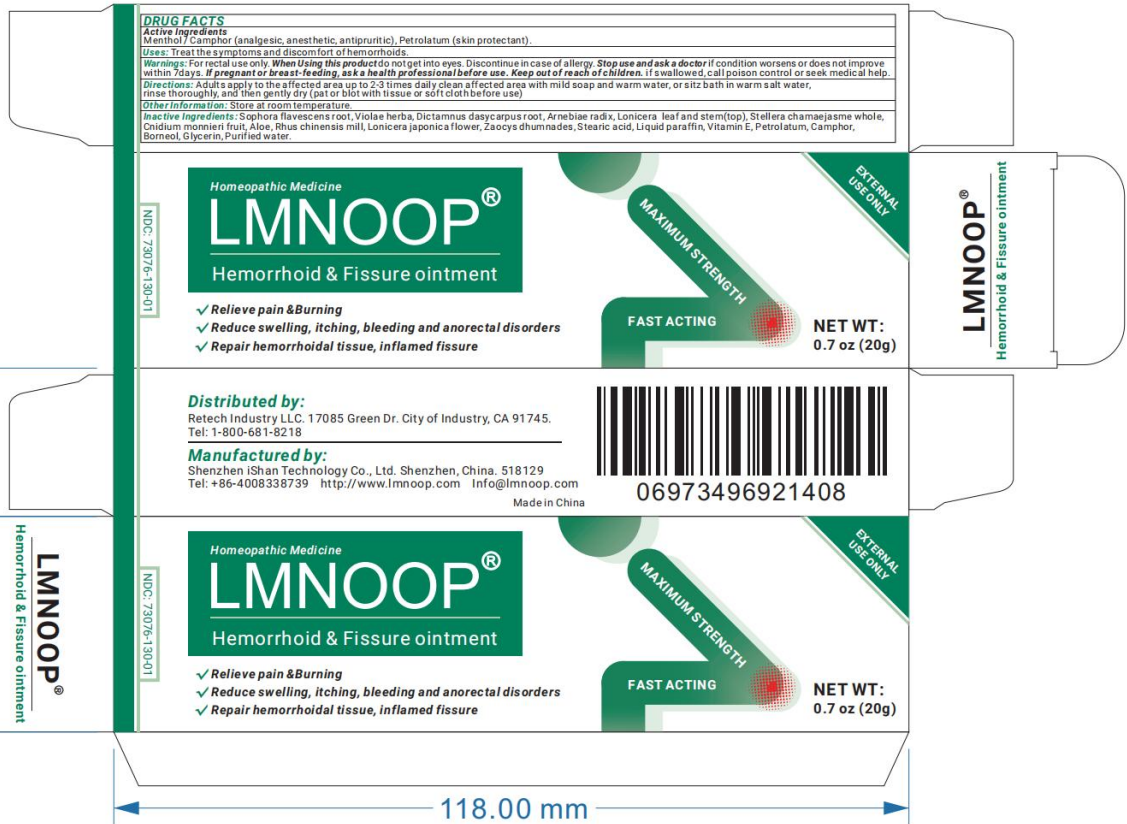 DRUG FACTS
Active Ingredients
Menthol / Camphor (analgesic, anesthetic, antipruritic), Petrolatum (skin protectant).
Uses: Treat the symptoms and discomfort of hemorrhoids.
Warnings: For rectal use only. When Using this product do not get into eyes. Discontinue in case of allergy. Stop use and ask a doctor if condition worsens or does not improve
within 7days. If pregnant or breast-feeding, ask a health professional before use. Keep out of reach of children. if swallowed, call poison control or seek medical help.
Directions: Adults apply to the affected area up to 2-3 times daily clean affected area with mild soap and warm water, or sitz bath in warm salt water,
rinse thoroughly, and then gently dry (pat or blot with tissue or soft cloth before use)
Other Information: Store at room temperature.
Inactive Ingredients: Sophora flavescens root, Violae herba, Dictamnus dasycarpus root, Arnebiae radix, Lonicera leaf and stem(top), Stellera chamaejasme whole,
Cnidium monnieri fruit, Aloe, Rhus chinensis mill, Lonicera japonica flower, Zaocys dhumnades, Stearic acid, Liquid paraffin, Vitamin E, Petrolatum, Camphor,
Borneol, Glycerin, Purified water.
NDC: 73076-130-01
Homeopathic Medicine
LMNOOP®
Hemorrhoid & Fissure ointment
✓ Relieve pain &Burning
✓ Reduce swelling, itching, bleeding and anorectal disorders
✓ Repair hemorrhoidal tissue, inflamed fissure
MAXIMUM STRENGTH
FAST ACTING
EXTERNAL
USE ONLY
NET WT:
0.7 oz (20g)
LMNOOP®
Hemorrhoid & Fissure ointment
Distributed by:
Retech Industry LLC. 17085 Green Dr. City of Industry, CA 91745.
Tel: 1-800-681-8218
Manufactured by:
Shenzhen iShan Technology Co., Ltd. Shenzhen, China. 518129
Tel: +86-4008338739 http://www.lmnoop.com Info@lmnoop.com
Made in China
06973496921408
LMNOOP®
Hemorrhoid & Fissure ointment
NDC: 73076-130-01
Homeopathic Medicine
LMNOOP®
Hemorrhoid & Fissure ointment
✓ Relieve pain &Burning
✓ Reduce swelling, itching, bleeding and anorectal disorders
✓ Repair hemorrhoidal tissue, inflamed fissure
MAXIMUM STRENGTH
FAST ACTING
EXTERNAL
USE ONLY
NET WT:
0.7 oz (20g)
118.00 mm